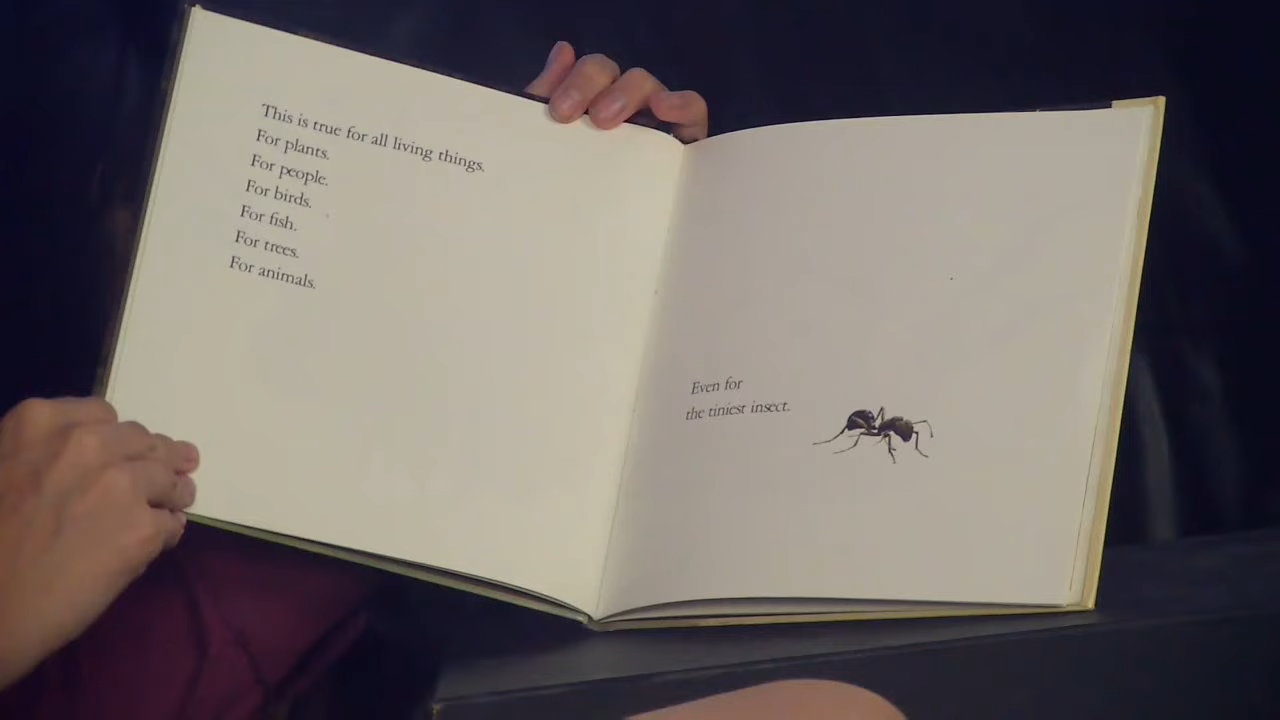 This is true for all living things.
For plants.
For people.
For birds.
For fish.
For trees.
For animals.
Even for
the tiniest insect.